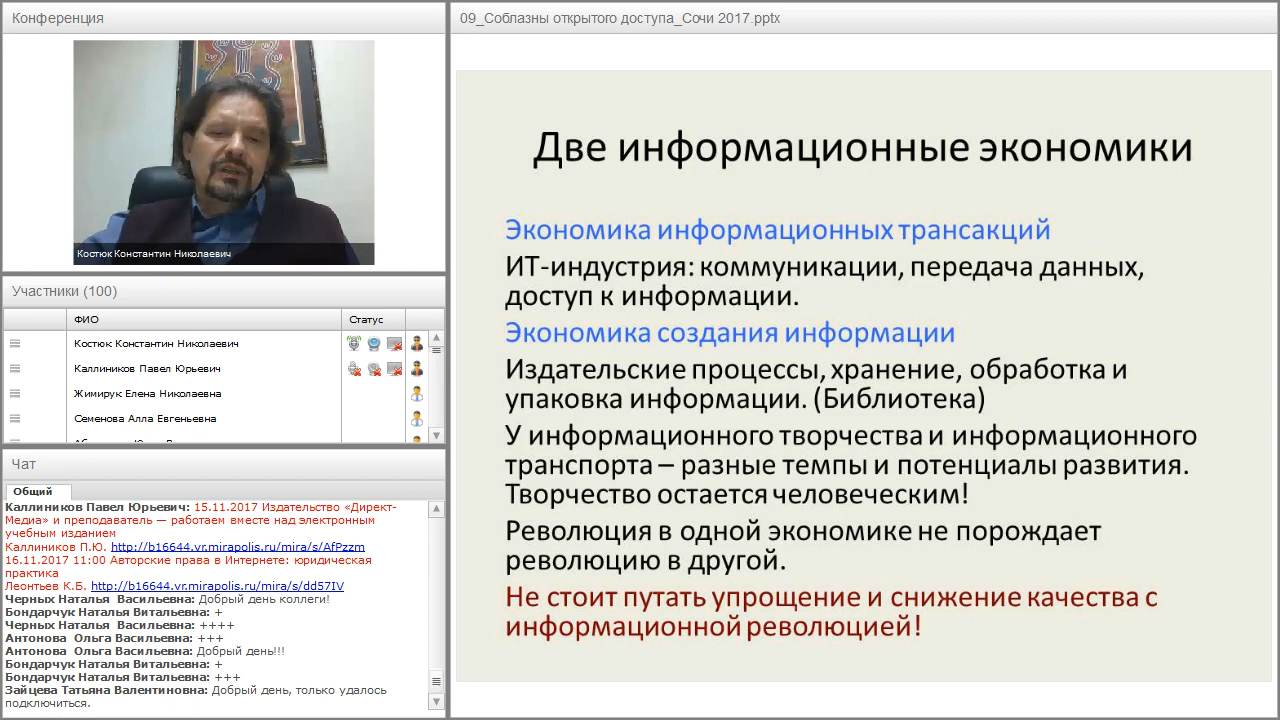 Конференция
Костюк Константин Николаевич
Участники (100)
ФИО
Статус
Костюк Константин Николаевич
Каллиников Павел Юрьевич
Жимирук Елена Николаевна
Семенова Алла Евгеньевна
Чат
Общий
Каллиников Павел Юрьевич: 15.11.2017 Издательство «Директ-
Медиа» и преподаватель — работаем вместе над электронным
учебным изданием
Каллиников П.Ю. http://b16644.vr.mirapolis.ru/mira/s/AfPzzm
16.11.2017 11:00 Авторские права в Интернете: юридическая
практика
Леонтьев К.Б. http://b16644.vr.mirapolis.ru/mira/s/dd57IV
Черных Наталья Васильевна: Добрый день коллеги!
Бондарчук Наталья Витальевна: +
Черных Наталья Васильевна: ++++
Антонова Ольга Васильевна: +++
Антонова Ольга Васильевна: Добрый день!!!
Бондарчук Наталья Витальевна: +
Бондарчук Наталья Витальевна: +++
Зайцева Татьяна Валентиновна: Добрый день, только удалось
подключиться.
09_Соблазны открытого доступа_Сочи 2017.pptx
Две информационные экономики
Экономика информационных трансакций
ИТ-индустрия: коммуникации, передача данных,
доступ к информации.
Экономика создания информации
Издательские процессы, хранение, обработка и
упаковка информации. (Библиотека)
У информационного творчества и информационного
транспорта – разные темпы и потенциалы развития.
Творчество остается человеческим!
Революция в одной экономике не порождает
революцию в другой.
Не стоит путать упрощение и снижение качества с
информационной революцией!